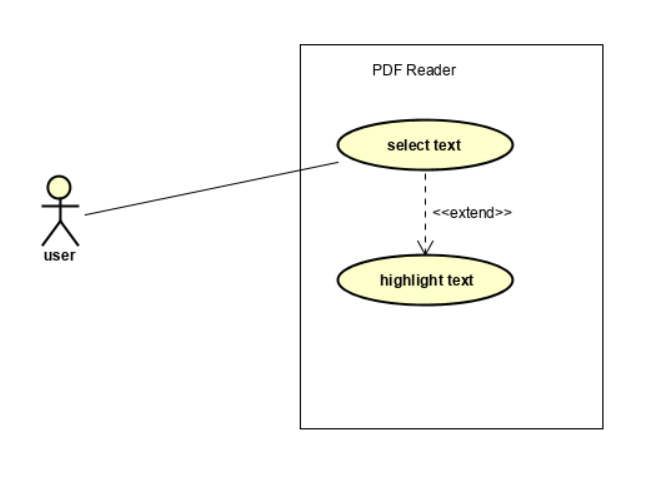 PDF Reader
select text
<<extend>>
user
highlight text